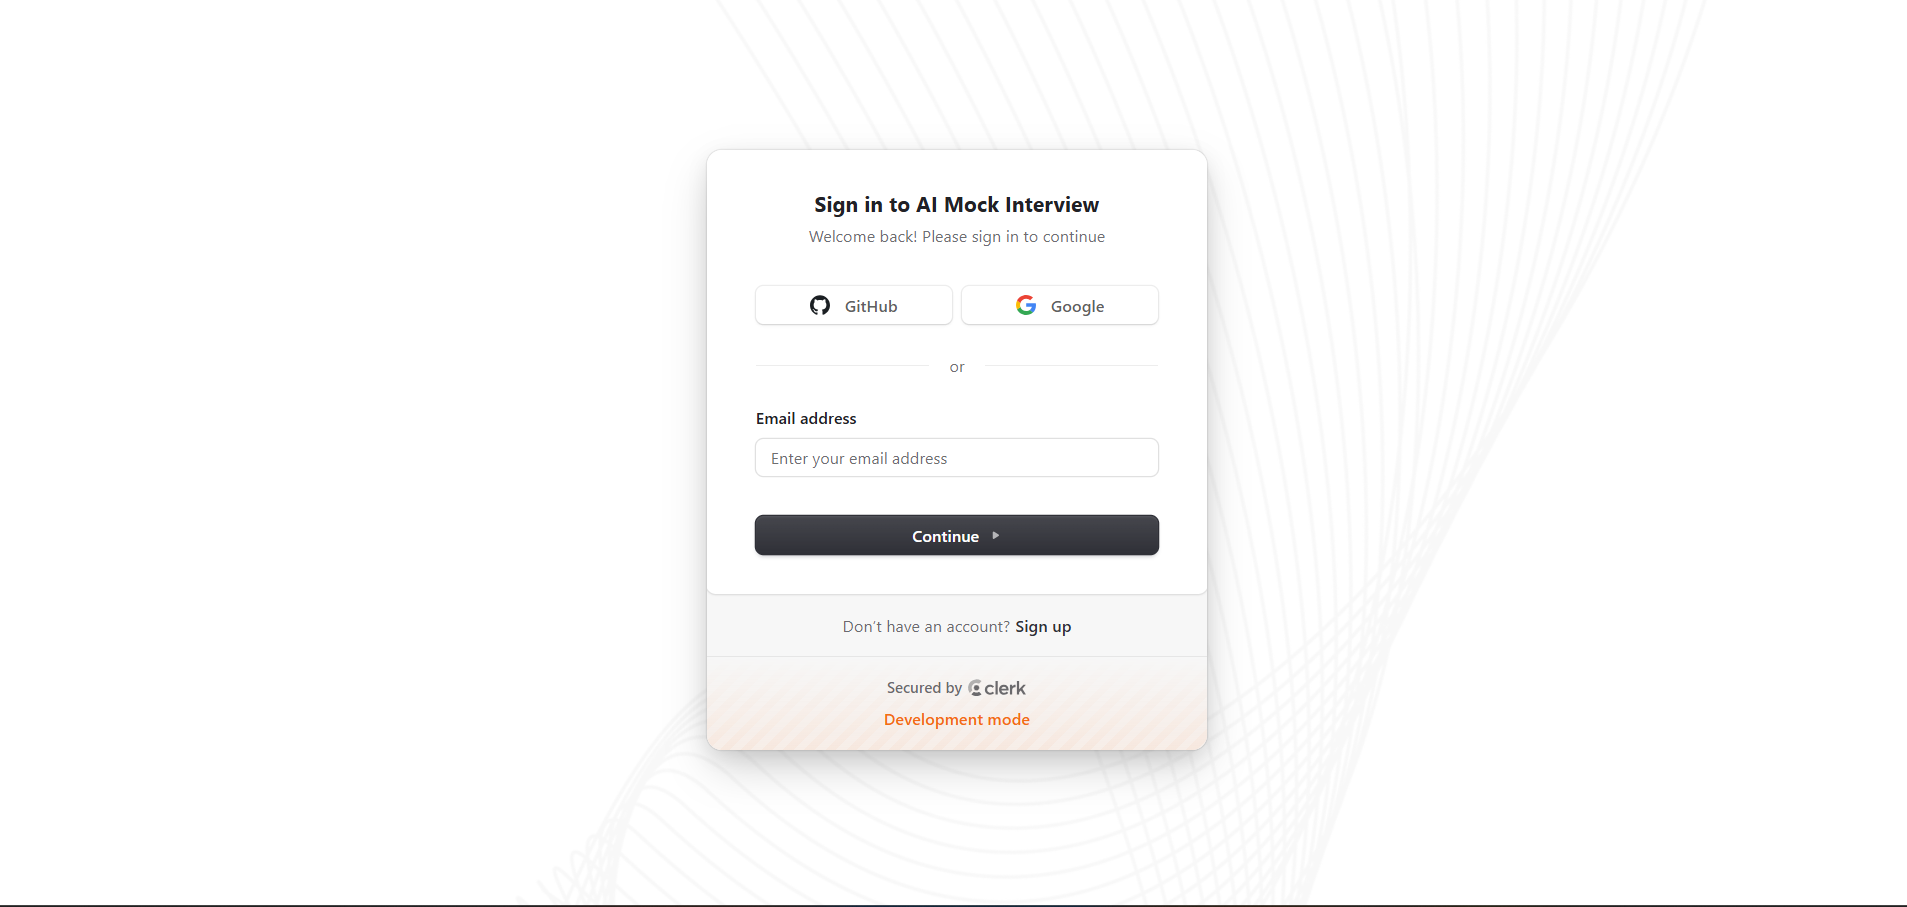 Sign in to AI Mock Interview
Welcome back! Please sign in to continue
GitHub
Google
or
Email address
Enter your email address
Continue
Don’t have an account? Sign up
Secured by clerk
Development mode